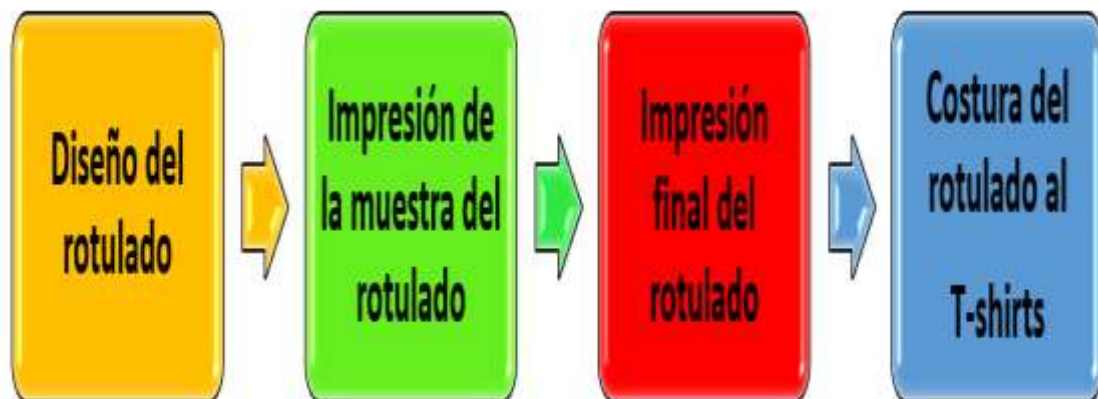 Diseño del
rotulado
Impresión de
la muestra del
rotulado
Impresión
final del
rotulado
Costura del
rotulado al
T-shirts